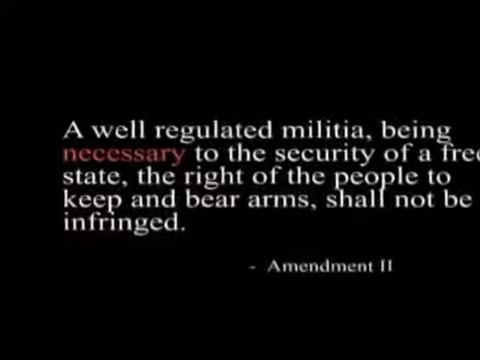 A well regulated militia, being
necessary to the security of a free
state, the right of the people to
keep and bear arms, shall not be
infringed.
- Amendment II